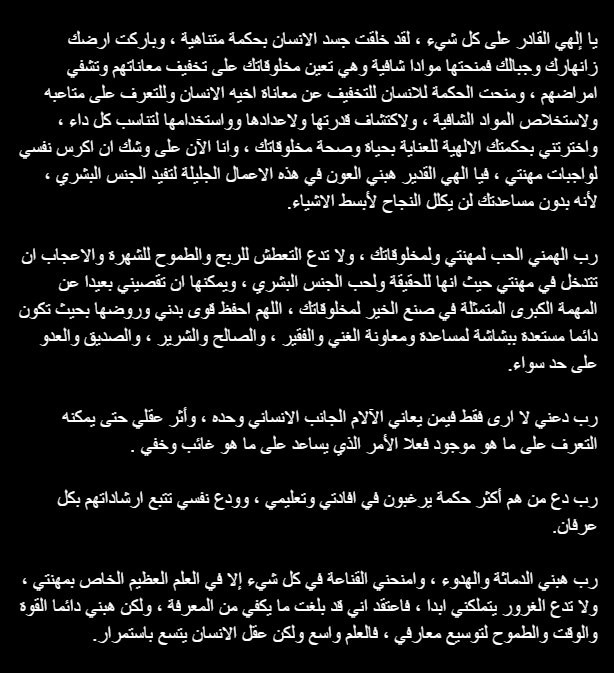 يا إلهي القادر على كل شيء ، لقد خلقت جسد الانسان بحكمة متناهية ، وباركت ارضك
زانهارك وجبالك فمنحتها موادا شافية وهي تعين مخلوقاتك على تخفيف معاناتهم وتشفي
امراضهم ، ومنحت الحكمة للانسان للتخفيف عن معاناة اخيه الانسان وللتعرف على متاعبه
ولاستخلاص المواد الشافية ، ولاكتشاف قدرتها ولاعدادها وواستخدامها لتناسب كل داء ،
واخترتني بحكمتك الالهية للعناية بحياة وصحة مخلوقاتك ، وانا الآن على وشك ان اكرس نفسي
لواجبات مهنتي ، فيا الهي القدير هبني العون في هذه الاعمال الجليلة لتفيد الجنس البشري ،
لأنه بدون مساعدتك لن يكلل النجاح لأبسط الاشياء.
رب الهمني الحب لمهنتي ولمخلوقاتك ، ولا تدع التعطش للربح والطموح للشهرة والاعجاب ان
تتدخل في مهنتي حيث انها للحقيقة ولحب الجنس البشري ، ويمكنها ان تقصيني بعيدا عن
المهمة الكبرى المتمثلة في صنع الخير لمخلوقاتك ، اللهم احفظ قوى بدني وروضها بحيث تكون
دائما مستعدة ببشاشة لمساعدة ومعاونة الغني والفقير ، والصالح والشرير ، والصديق والعدو
على حد سواء.
رب دعني لا ارى فقط فيمن يعاني الآلام الجانب الانساني وحده ، وأثر عقلي حتى يمكنه
التعرف على ما هو موجود فعلا الأمر الذي يساعد على ما هو غائب وخفي .
رب دع من هم أكثر حكمة يرغبون في افادتي وتعليمي ، وودع نفسي تتبع ارشاداتهم بكل
عرفان.
رب هبني الدماثة والهدوء ، وامنحني القناعة في كل شيء إلا في العلم العظيم الخاص بمهنتي ،
ولا تدع الغرور يتملكني ابدا ، فاعتقد اني قد بلغت ما يكفي من المعرفة ، ولكن هبني دائما القوة
والوقت والطموح لتوسيع معارفي ، فالعلم واسع ولكن عقل الانسان يتسع باستمرار.